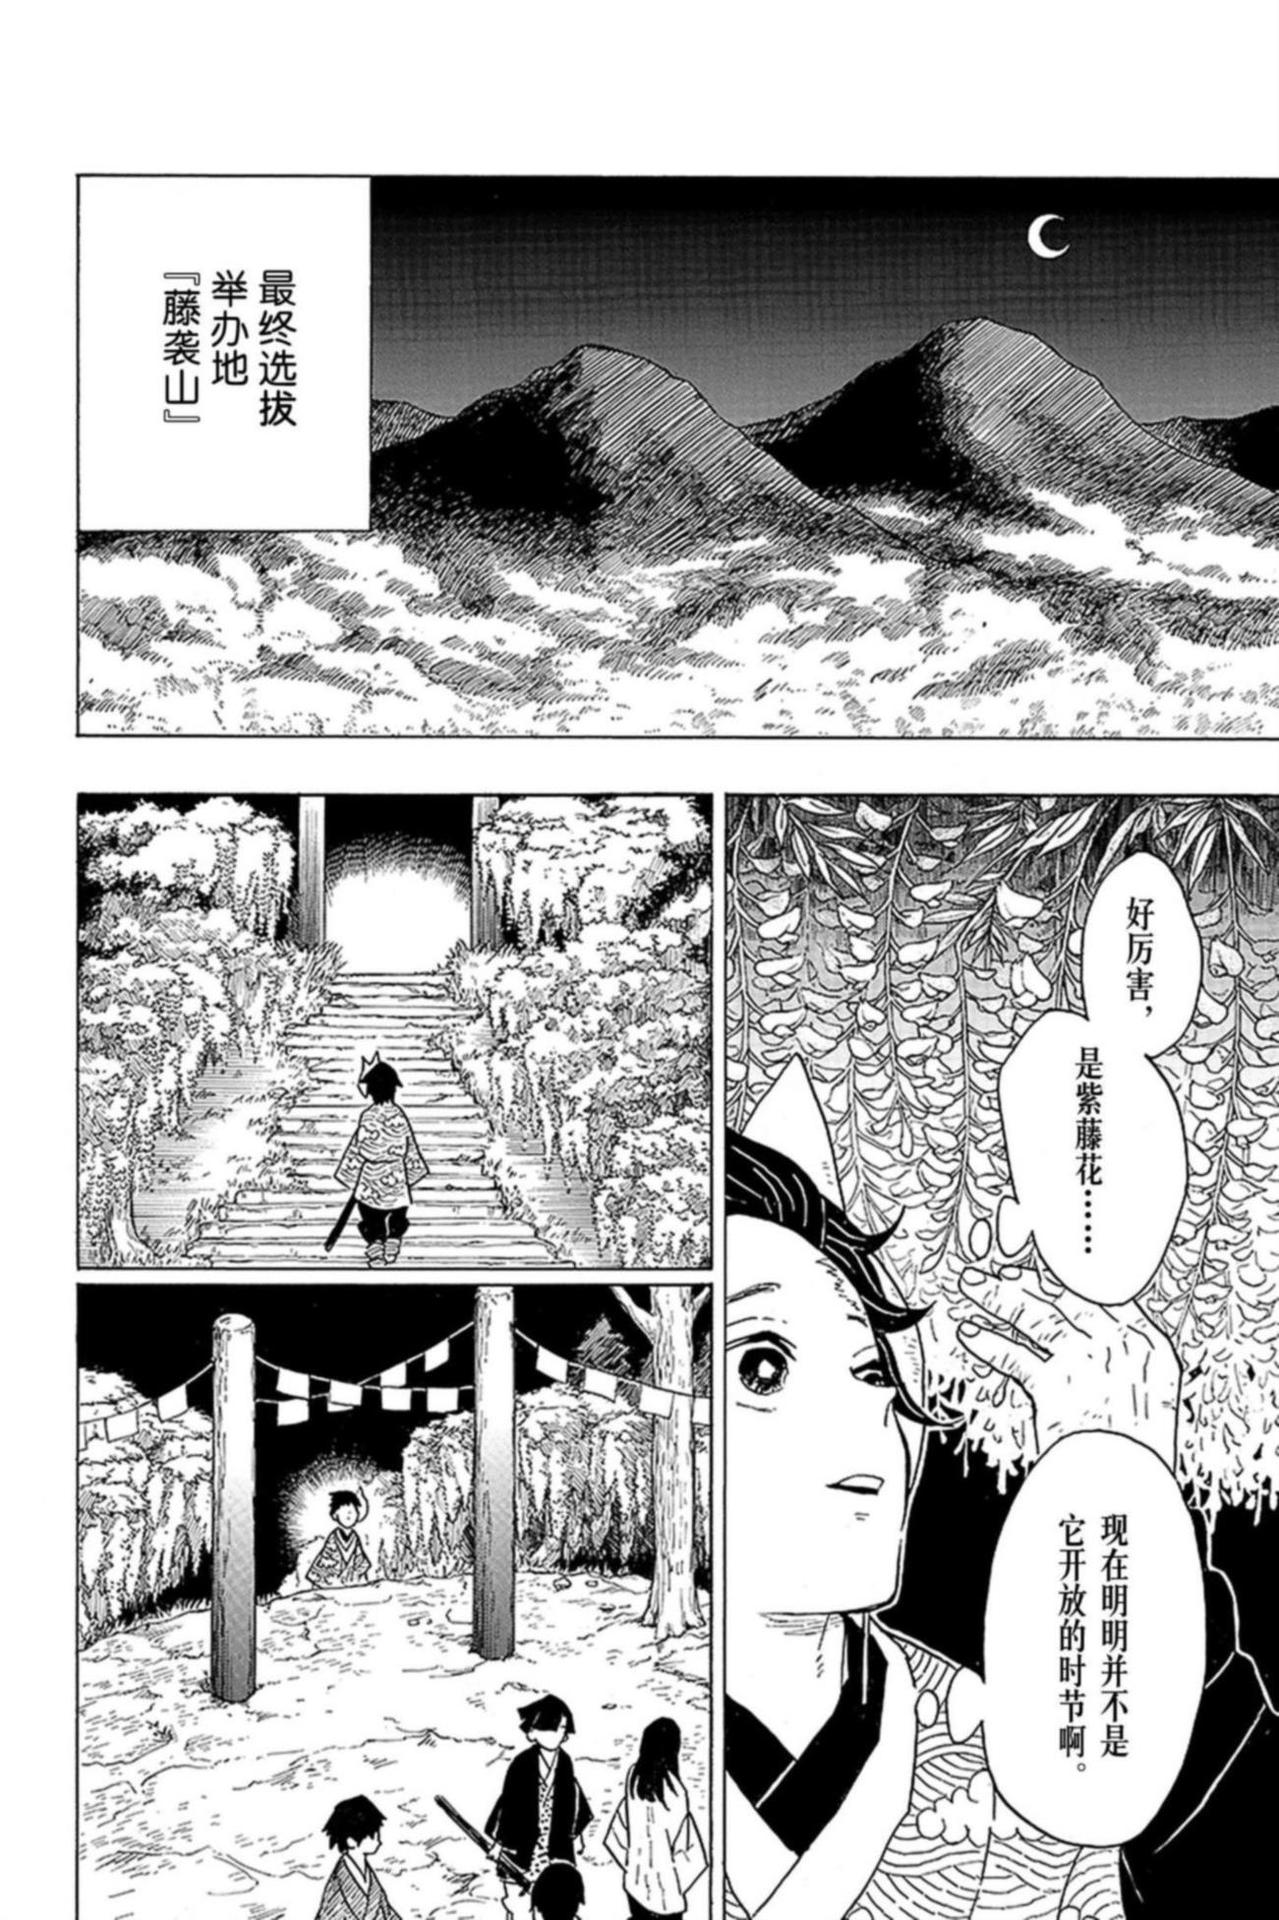 最终选拔
举办地
『藤袭山』
好厉害，
是紫藤花……
现在明明并不是
它开放的时节啊。